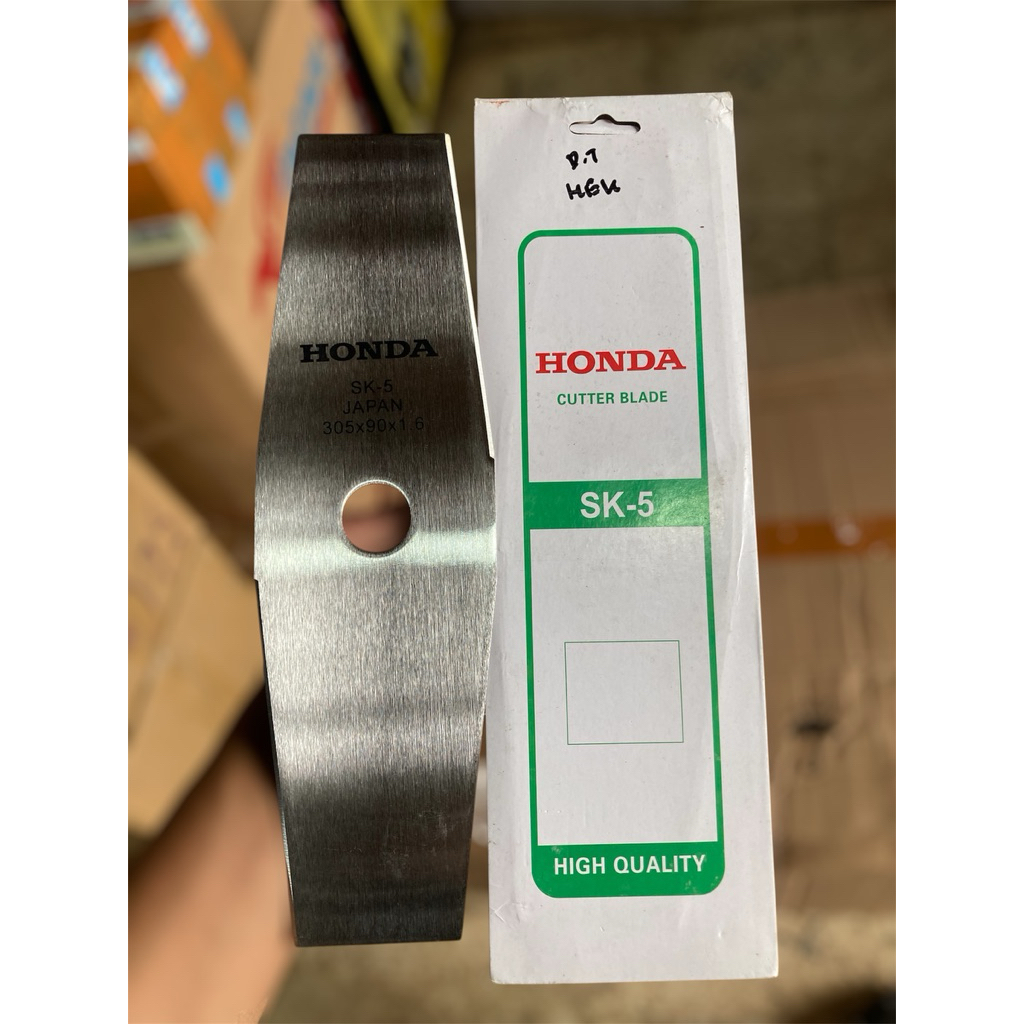 HONDA
SK-5
JAPAN
305x90x1.6
HONDA
CUTTER BLADE
SK-5
HIGH QUALITY